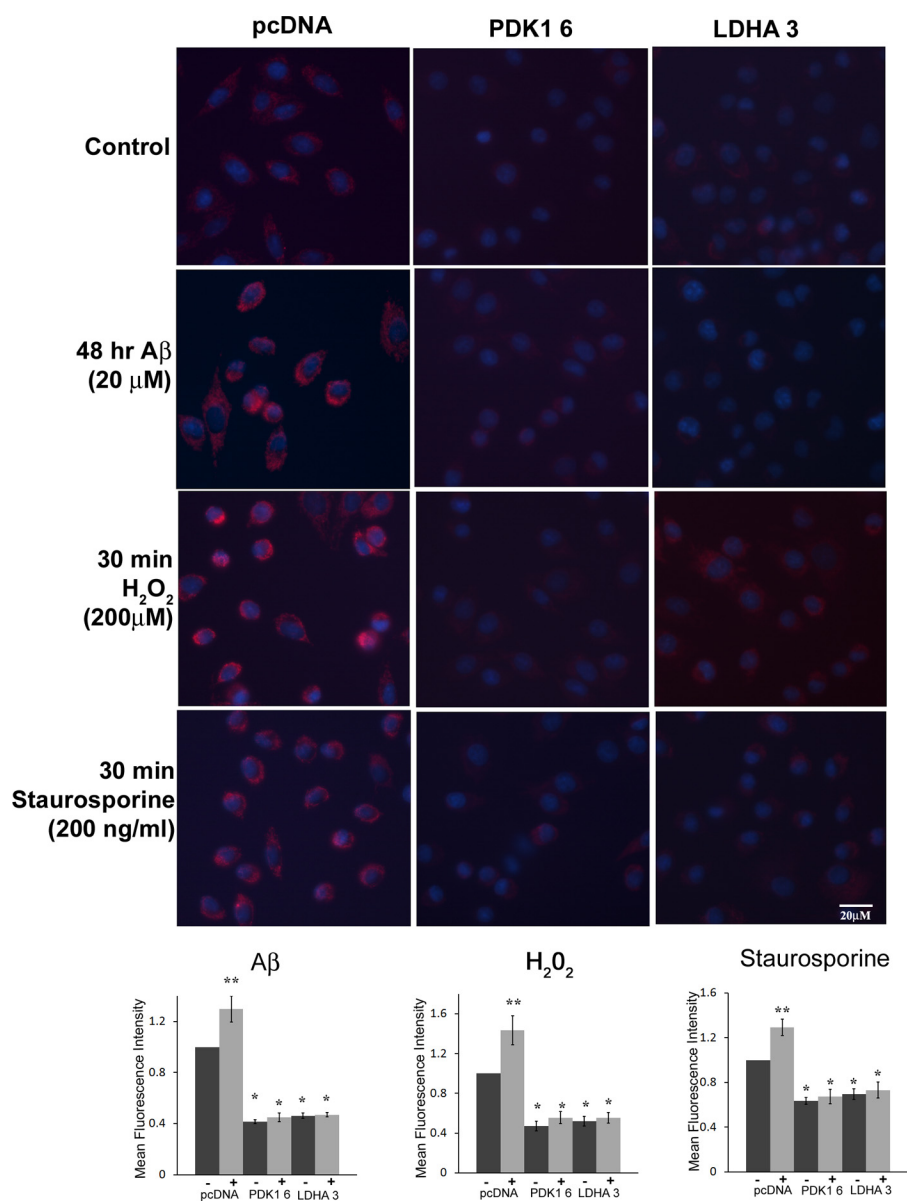 pcDNA PDK1 6 LDHA 3
Control
48 hr Aβ
(20 μM)
30 min
H₂O₂
(200μM)
30 min
Staurosporine
(200 ng/ml)
20μM
Aβ
Mean Fluorescence Intensity
1.2
0.8
0.4
0
**
* * * *
- + - + - +
pcDNA PDK1 6 LDHA 3
H₂0₂
Mean Fluorescence Intensity
1.6
1.2
0.8
0.4
0
**
* * * *
- + - + - +
pcDNA PDK1 6 LDHA 3
Staurosporine
Mean Fluorescence Intensity
1.6
1.2
0.8
0.4
0
**
* * * *
- + - + - +
pcDNA PDK1 6 LDHA 3